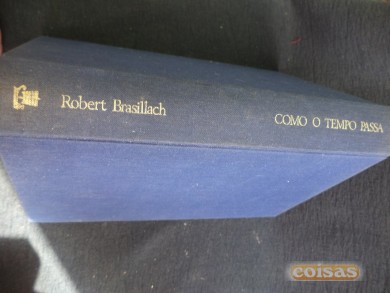 Robert Brasillach
COMO O TEMPO PASSA
coisas